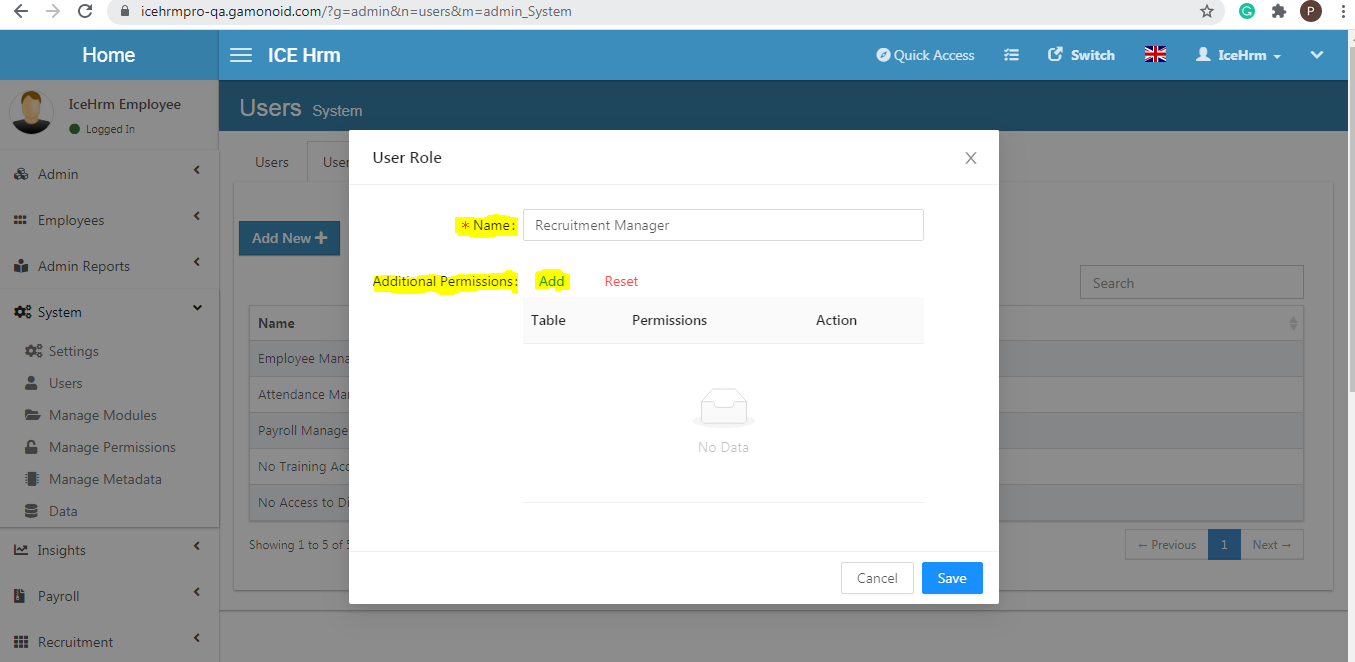 icehrmpro-qa.gamonoid.com/?g=admin&n=users&m=admin_System
P
Home
ICE Hrm
Quick Access
Switch
IceHrm
IceHrm Employee
Logged In
Users System
Admin
Employees
Admin Reports
System
Settings
Users
Manage Modules
Manage Permissions
Manage Metadata
Data
Insights
Payroll
Recruitment
Users
User
Add New
Search
Name
Employee Mana
Attendance Ma
Payroll Manage
No Training Acc
No Access to Di
Showing 1 to 5 of 5
← Previous 1 Next →
User Role
* Name:
Recruitment Manager
Additional Permissions: Add Reset
Table Permissions Action
No Data
Cancel Save